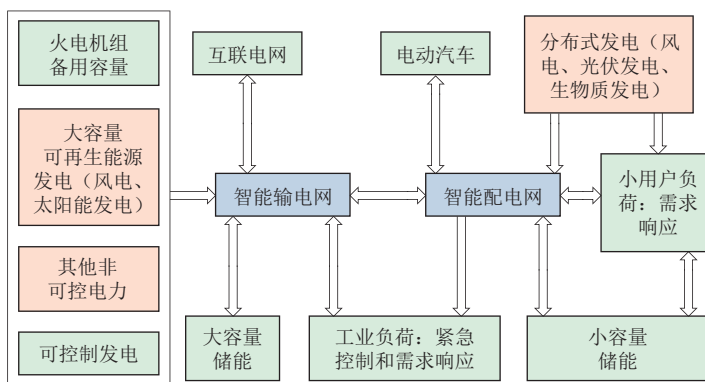 火电机组
备用容量
大容量
可再生能源
发电（风电、
太阳能发电）
其他非
可控电力
可控制发电
互联电网
电动汽车
分布式发电（风
电、光伏发电、
生物质发电）
智能输电网
智能配电网
小用户负
荷：需求
响应
大容量
储能
工业负荷：紧急
控制和需求响应
小容量
储能